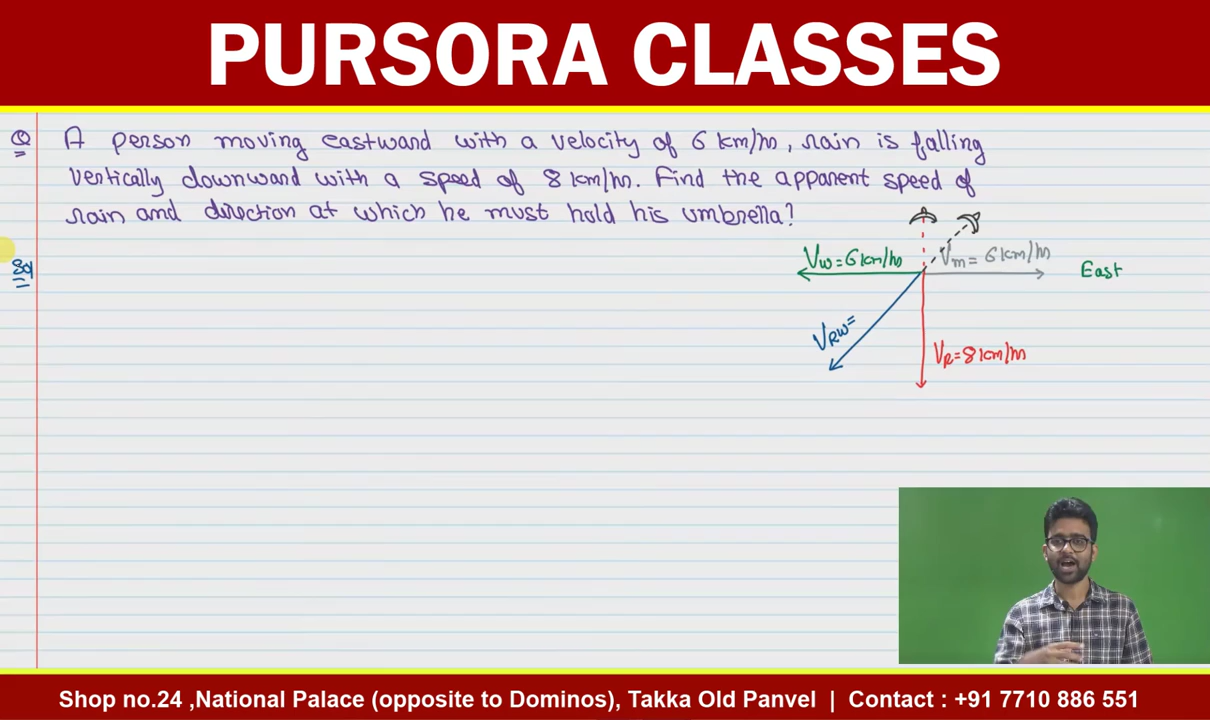 PURSORA CLASSES
Q A person moving eastward with a velocity of 6 km/hr, rain is falling
vertically downward with a speed of 8 km/hr. Find the apparent speed of
rain and direction at which he must hold his umbrella?
Sol
Vw = 6 km/hr
Vm = 6 km/hr
East
VRW =
VR = 8 km/hr
Shop no.24 ,National Palace (opposite to Dominos), Takka Old Panvel | Contact : +91 7710 886 551